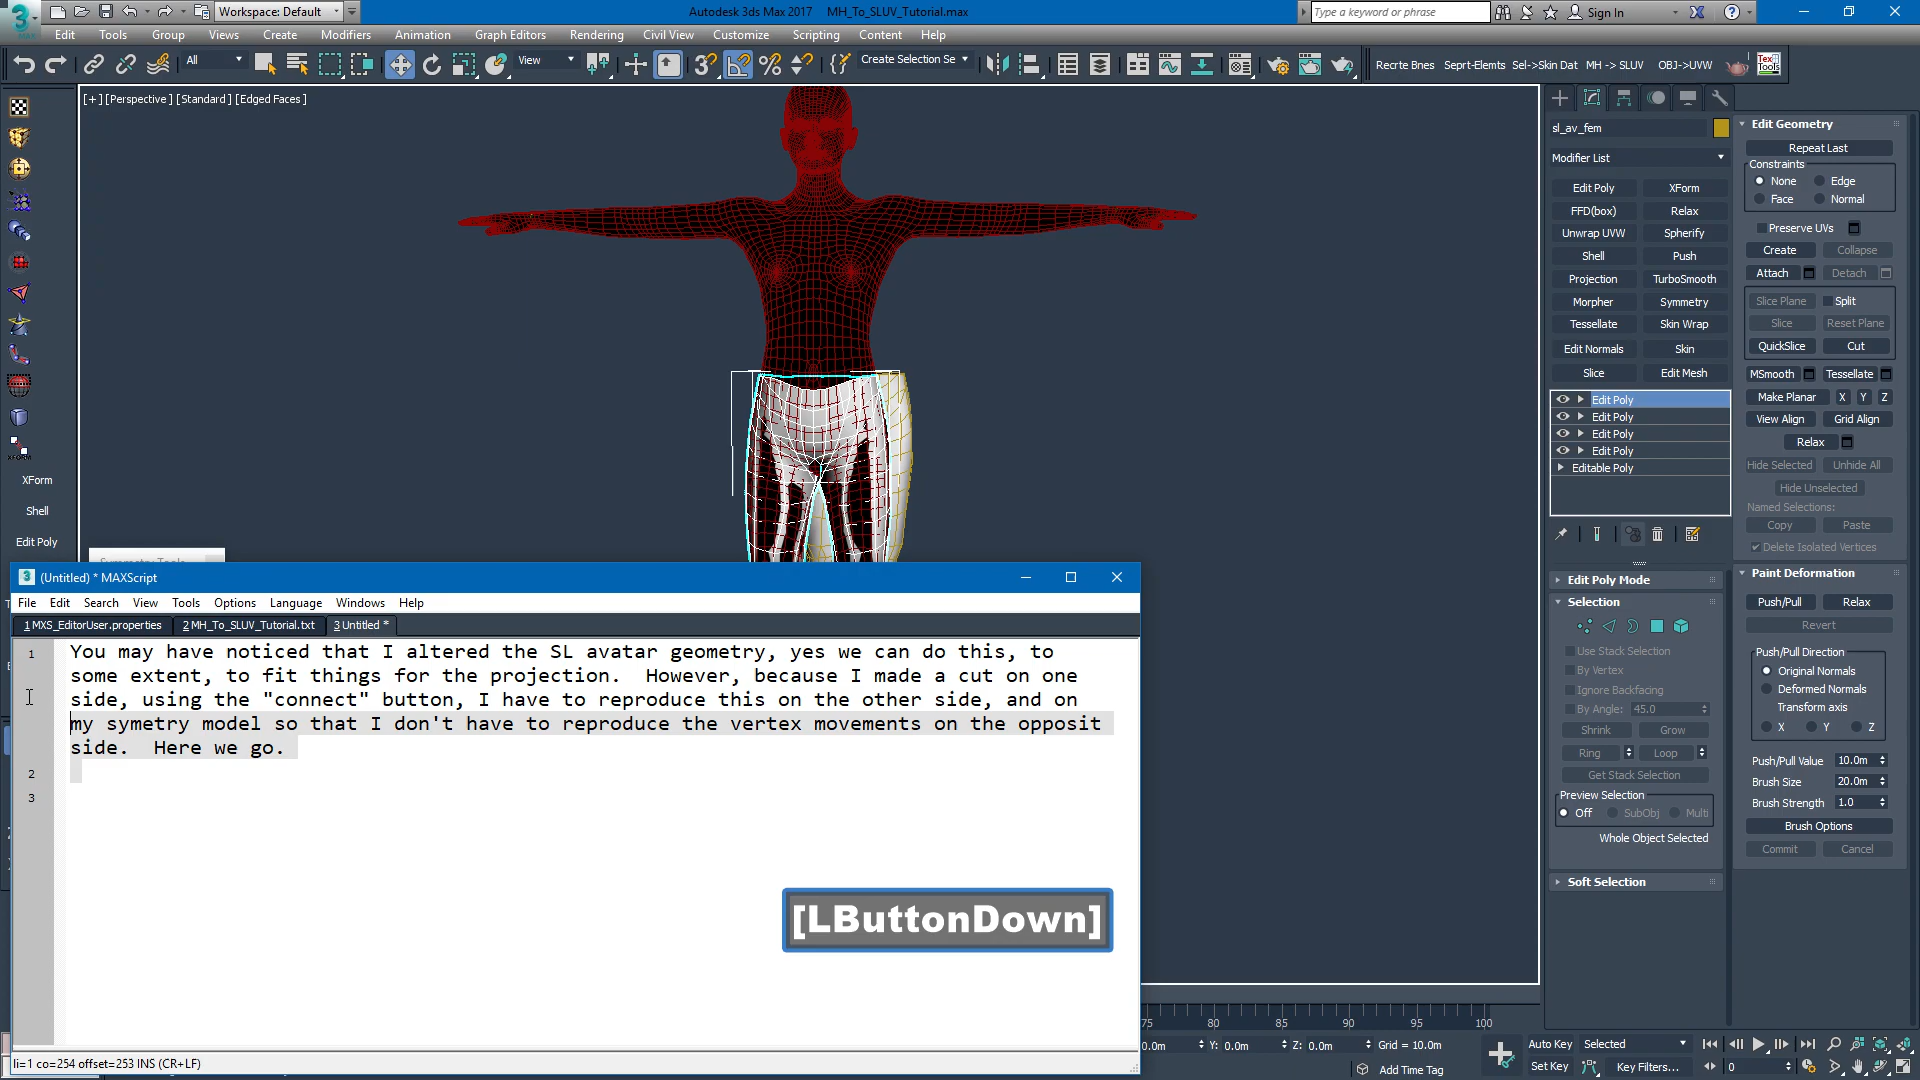 Workspace: Default
Autodesk 3ds Max 2017 MH_To_SLUV_Tutorial.max
Type a keyword or phrase
Sign In
Edit Tools Group Views Create Modifiers Animation Graph Editors Rendering Civil View Customize Scripting Content Help
All
View
Create Selection Se
Recrte Bnes Seprt-Elemts Sel->Skin Dat MH -> SLUV OBJ->UVW
[+] [Perspective] [Standard] [Edged Faces]
XForm
Shell
Edit Poly
sl_av_fem
Modifier List
Edit Poly XForm
FFD(box) Relax
Unwrap UVW Spherify
Shell Push
Projection TurboSmooth
Morpher Symmetry
Tessellate Skin Wrap
Edit Normals Skin
Slice Edit Mesh
Edit Poly
Edit Poly
Edit Poly
Edit Poly
Editable Poly
Edit Poly Mode
Selection
Use Stack Selection
By Vertex
Ignore Backfacing
By Angle: 45.0
Shrink Grow
Ring Loop
Get Stack Selection
Preview Selection
Off SubObj Multi
Whole Object Selected
Soft Selection
Edit Geometry
Repeat Last
Constraints
None Edge
Face Normal
Preserve UVs
Create Collapse
Attach Detach
Slice Plane Split
Slice Reset Plane
QuickSlice Cut
MSmooth Tessellate
Make Planar X Y Z
View Align Grid Align
Relax
Hide Selected Unhide All
Hide Unselected
Named Selections:
Copy Paste
Delete Isolated Vertices
Paint Deformation
Push/Pull Relax
Revert
Push/Pull Direction
Original Normals
Deformed Normals
Transform axis
X Y Z
Push/Pull Value 10.0m
Brush Size 20.0m
Brush Strength 1.0
Brush Options
Commit Cancel
(Untitled) * MAXScript
File Edit Search View Tools Options Language Windows Help
1 MXS_EditorUser.properties 2 MH_To_SLUV_Tutorial.txt 3 Untitled *
1 You may have noticed that I altered the SL avatar geometry, yes we can do this, to
some extent, to fit things for the projection.  However, because I made a cut on one
side, using the "connect" button, I have to reproduce this on the other side, and on
my symetry model so that I don't have to reproduce the vertex movements on the opposit
side.  Here we go.
2
3
[LButtonDown]
li=1 co=254 offset=253 INS (CR+LF)
75 80 85 90 95 100
0.0m Y: 0.0m Z: 0.0m Grid = 10.0m
Add Time Tag
Auto Key Selected
Set Key Key Filters...
0